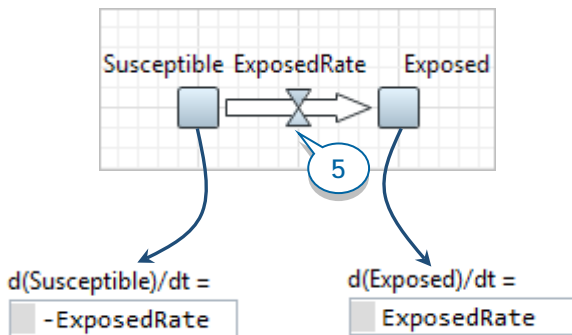 Susceptible ExposedRate Exposed
5
d(Susceptible)/dt =
-ExposedRate
d(Exposed)/dt =
ExposedRate